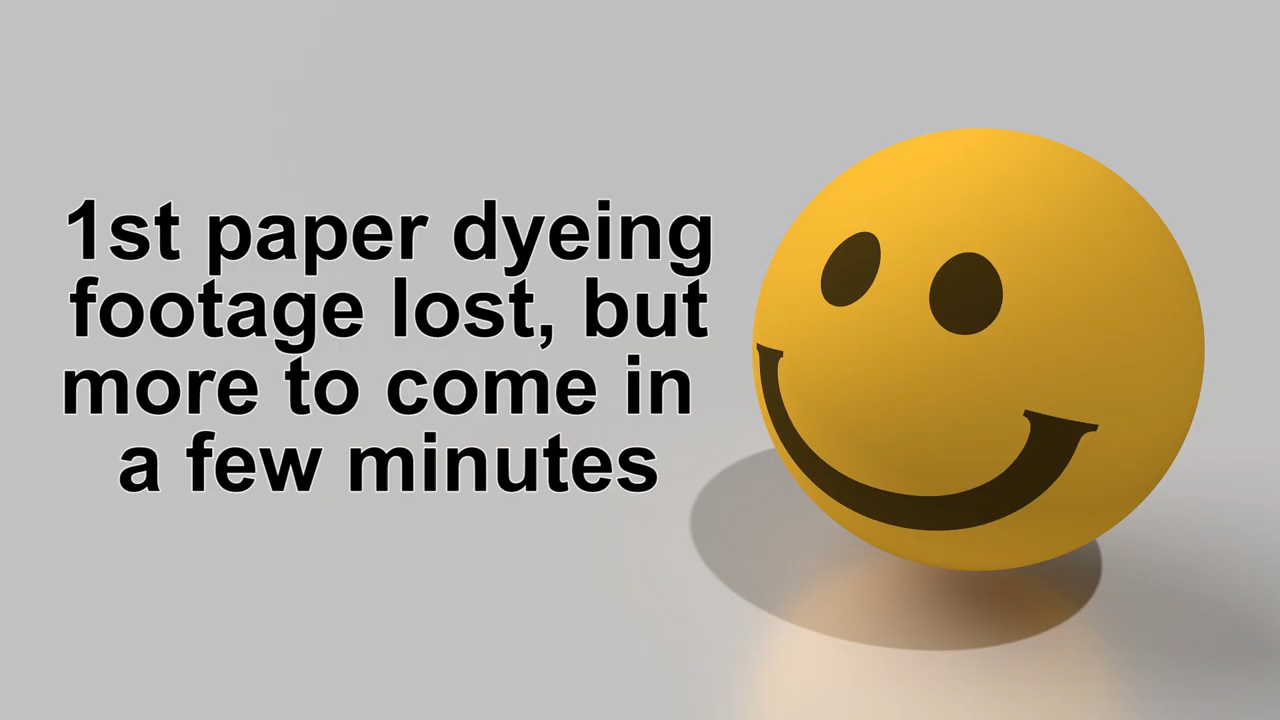 1st paper dyeing
footage lost, but
more to come in
a few minutes